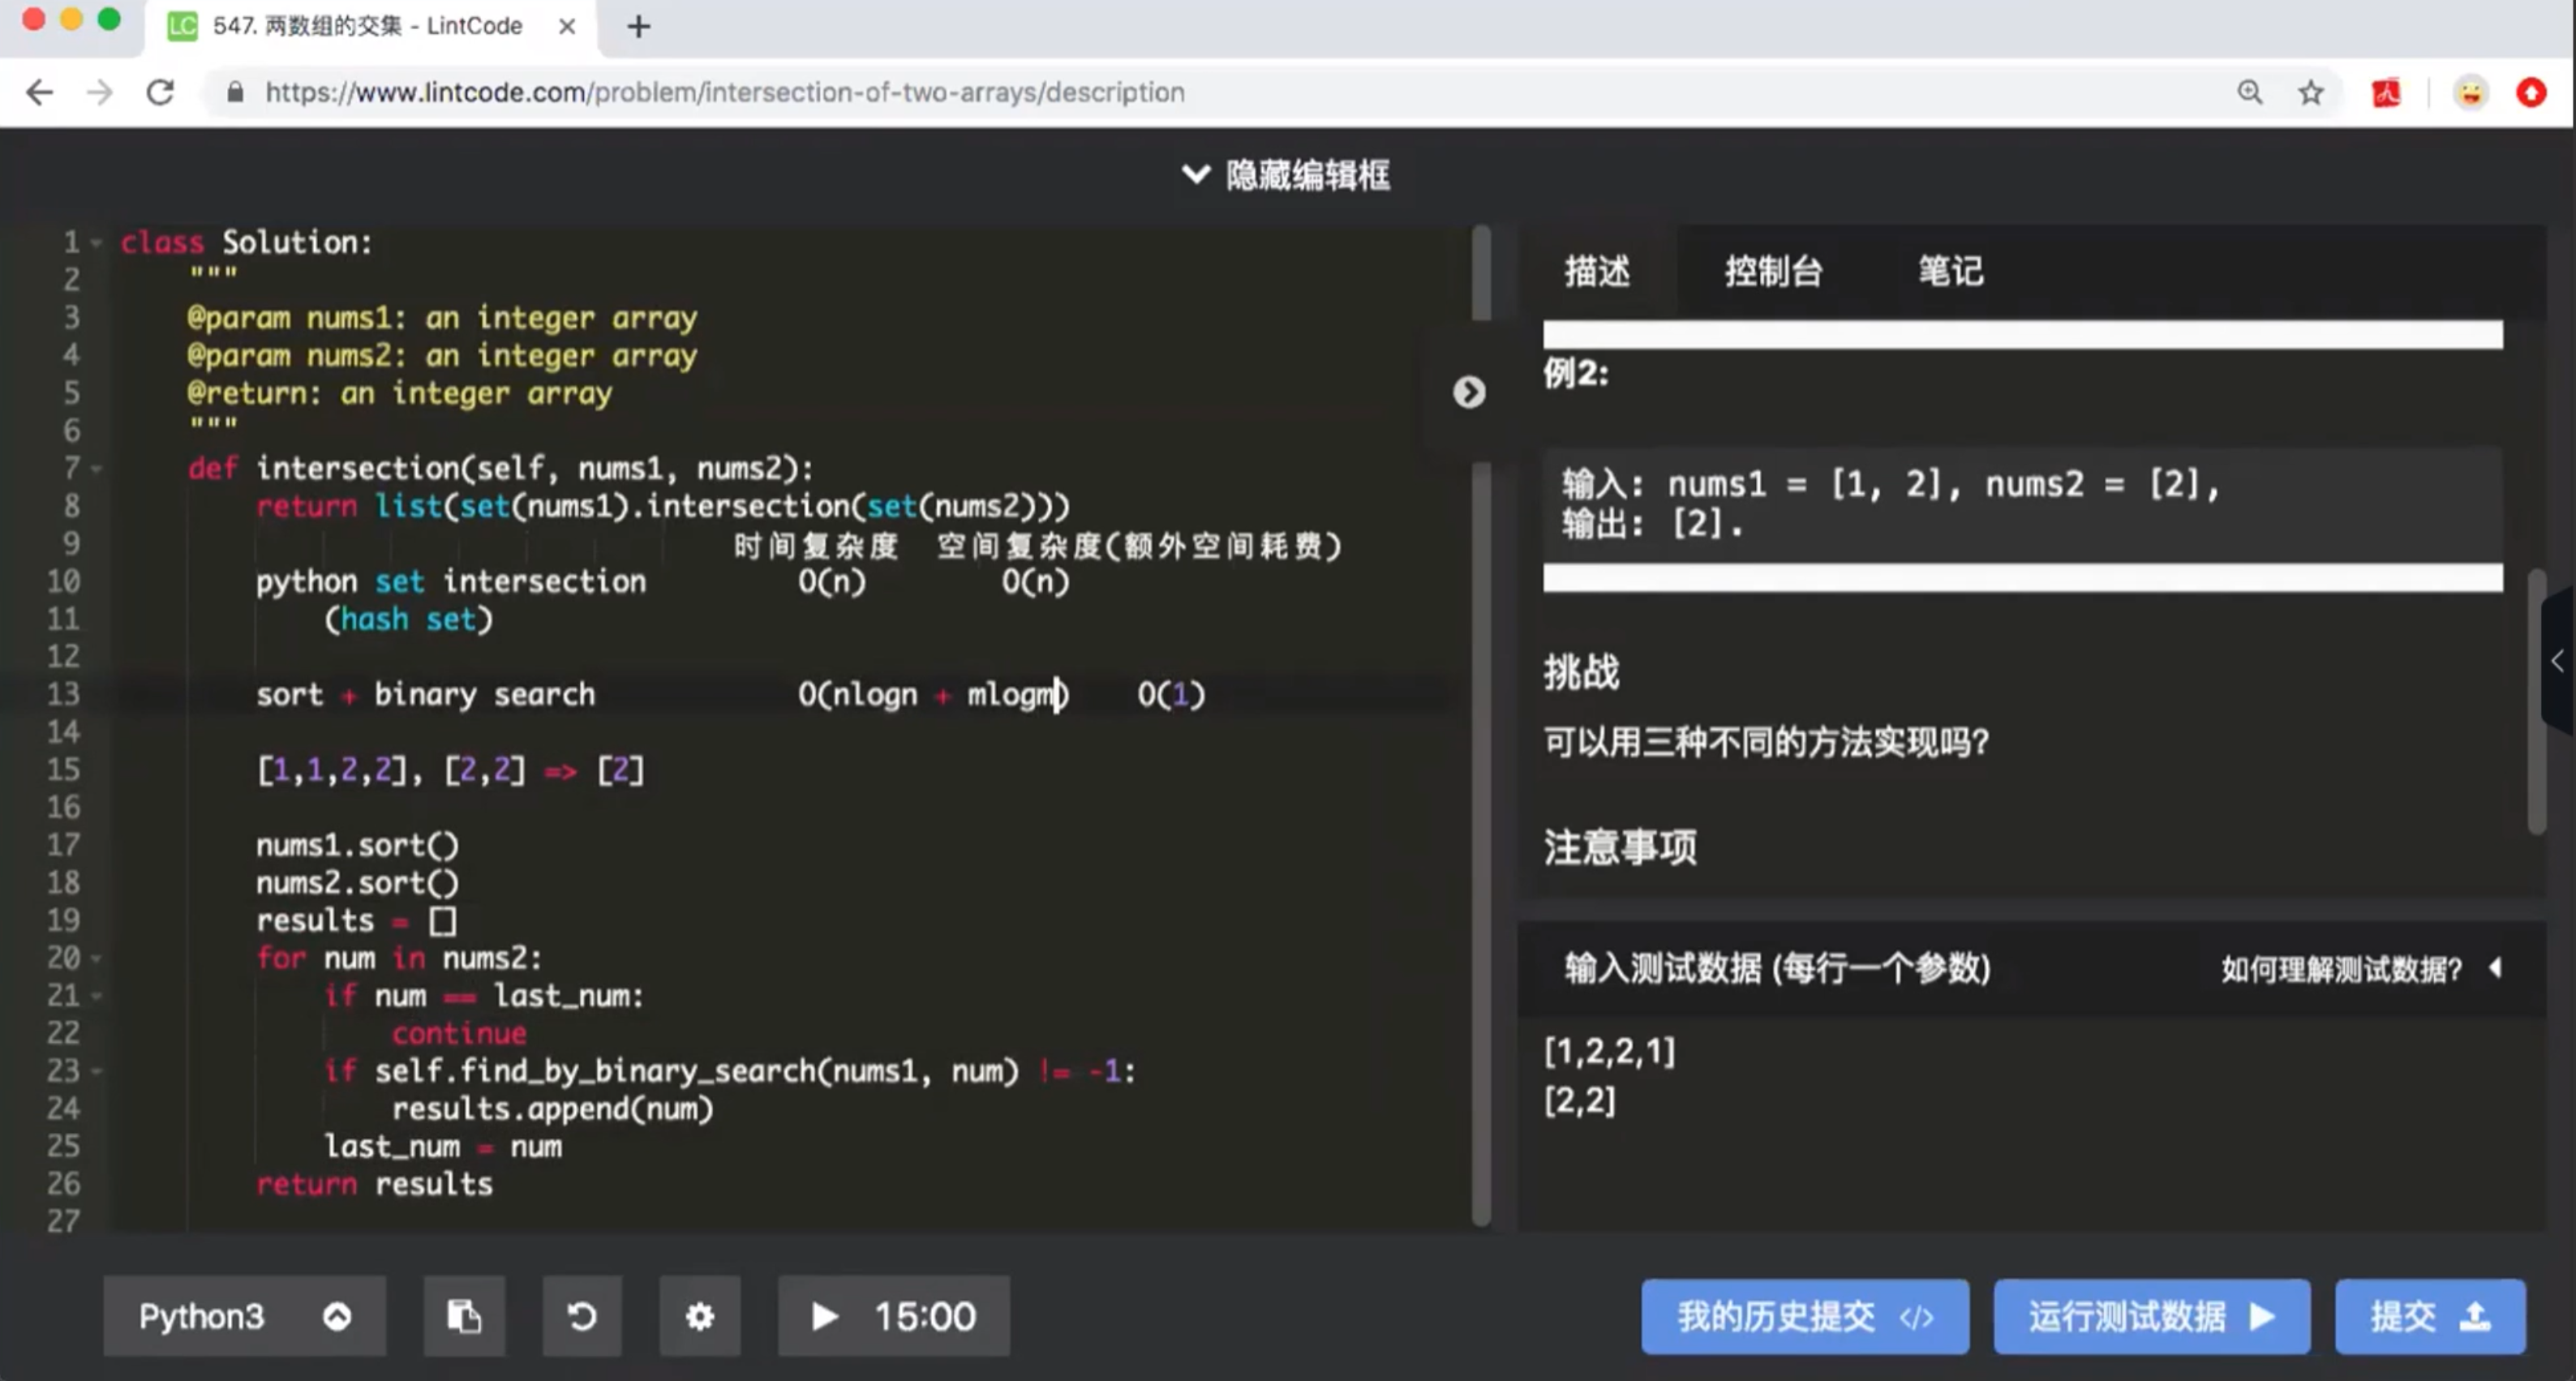 547. 两数组的交集 - LintCode
https://www.lintcode.com/problem/intersection-of-two-arrays/description
隐藏编辑框
1 class Solution:
2 """
3 @param nums1: an integer array
4 @param nums2: an integer array
5 @return: an integer array
6 """
7 def intersection(self, nums1, nums2):
8 return list(set(nums1).intersection(set(nums2)))
9 时间复杂度 空间复杂度(额外空间耗费)
10 python set intersection O(n) O(n)
11 (hash set)
12
13 sort + binary search O(nlogn + mlogm) O(1)
14
15 [1,1,2,2], [2,2] => [2]
16
17 nums1.sort()
18 nums2.sort()
19 results = []
20 for num in nums2:
21 if num == last_num:
22 continue
23 if self.find_by_binary_search(nums1, num) != -1:
24 results.append(num)
25 last_num = num
26 return results
27
描述 控制台 笔记
例2:
输入: nums1 = [1, 2], nums2 = [2],
输出: [2].
挑战
可以用三种不同的方法实现吗?
注意事项
输入测试数据 (每行一个参数) 如何理解测试数据?
[1,2,2,1]
[2,2]
Python3 15:00 我的历史提交 </> 运行测试数据 提交